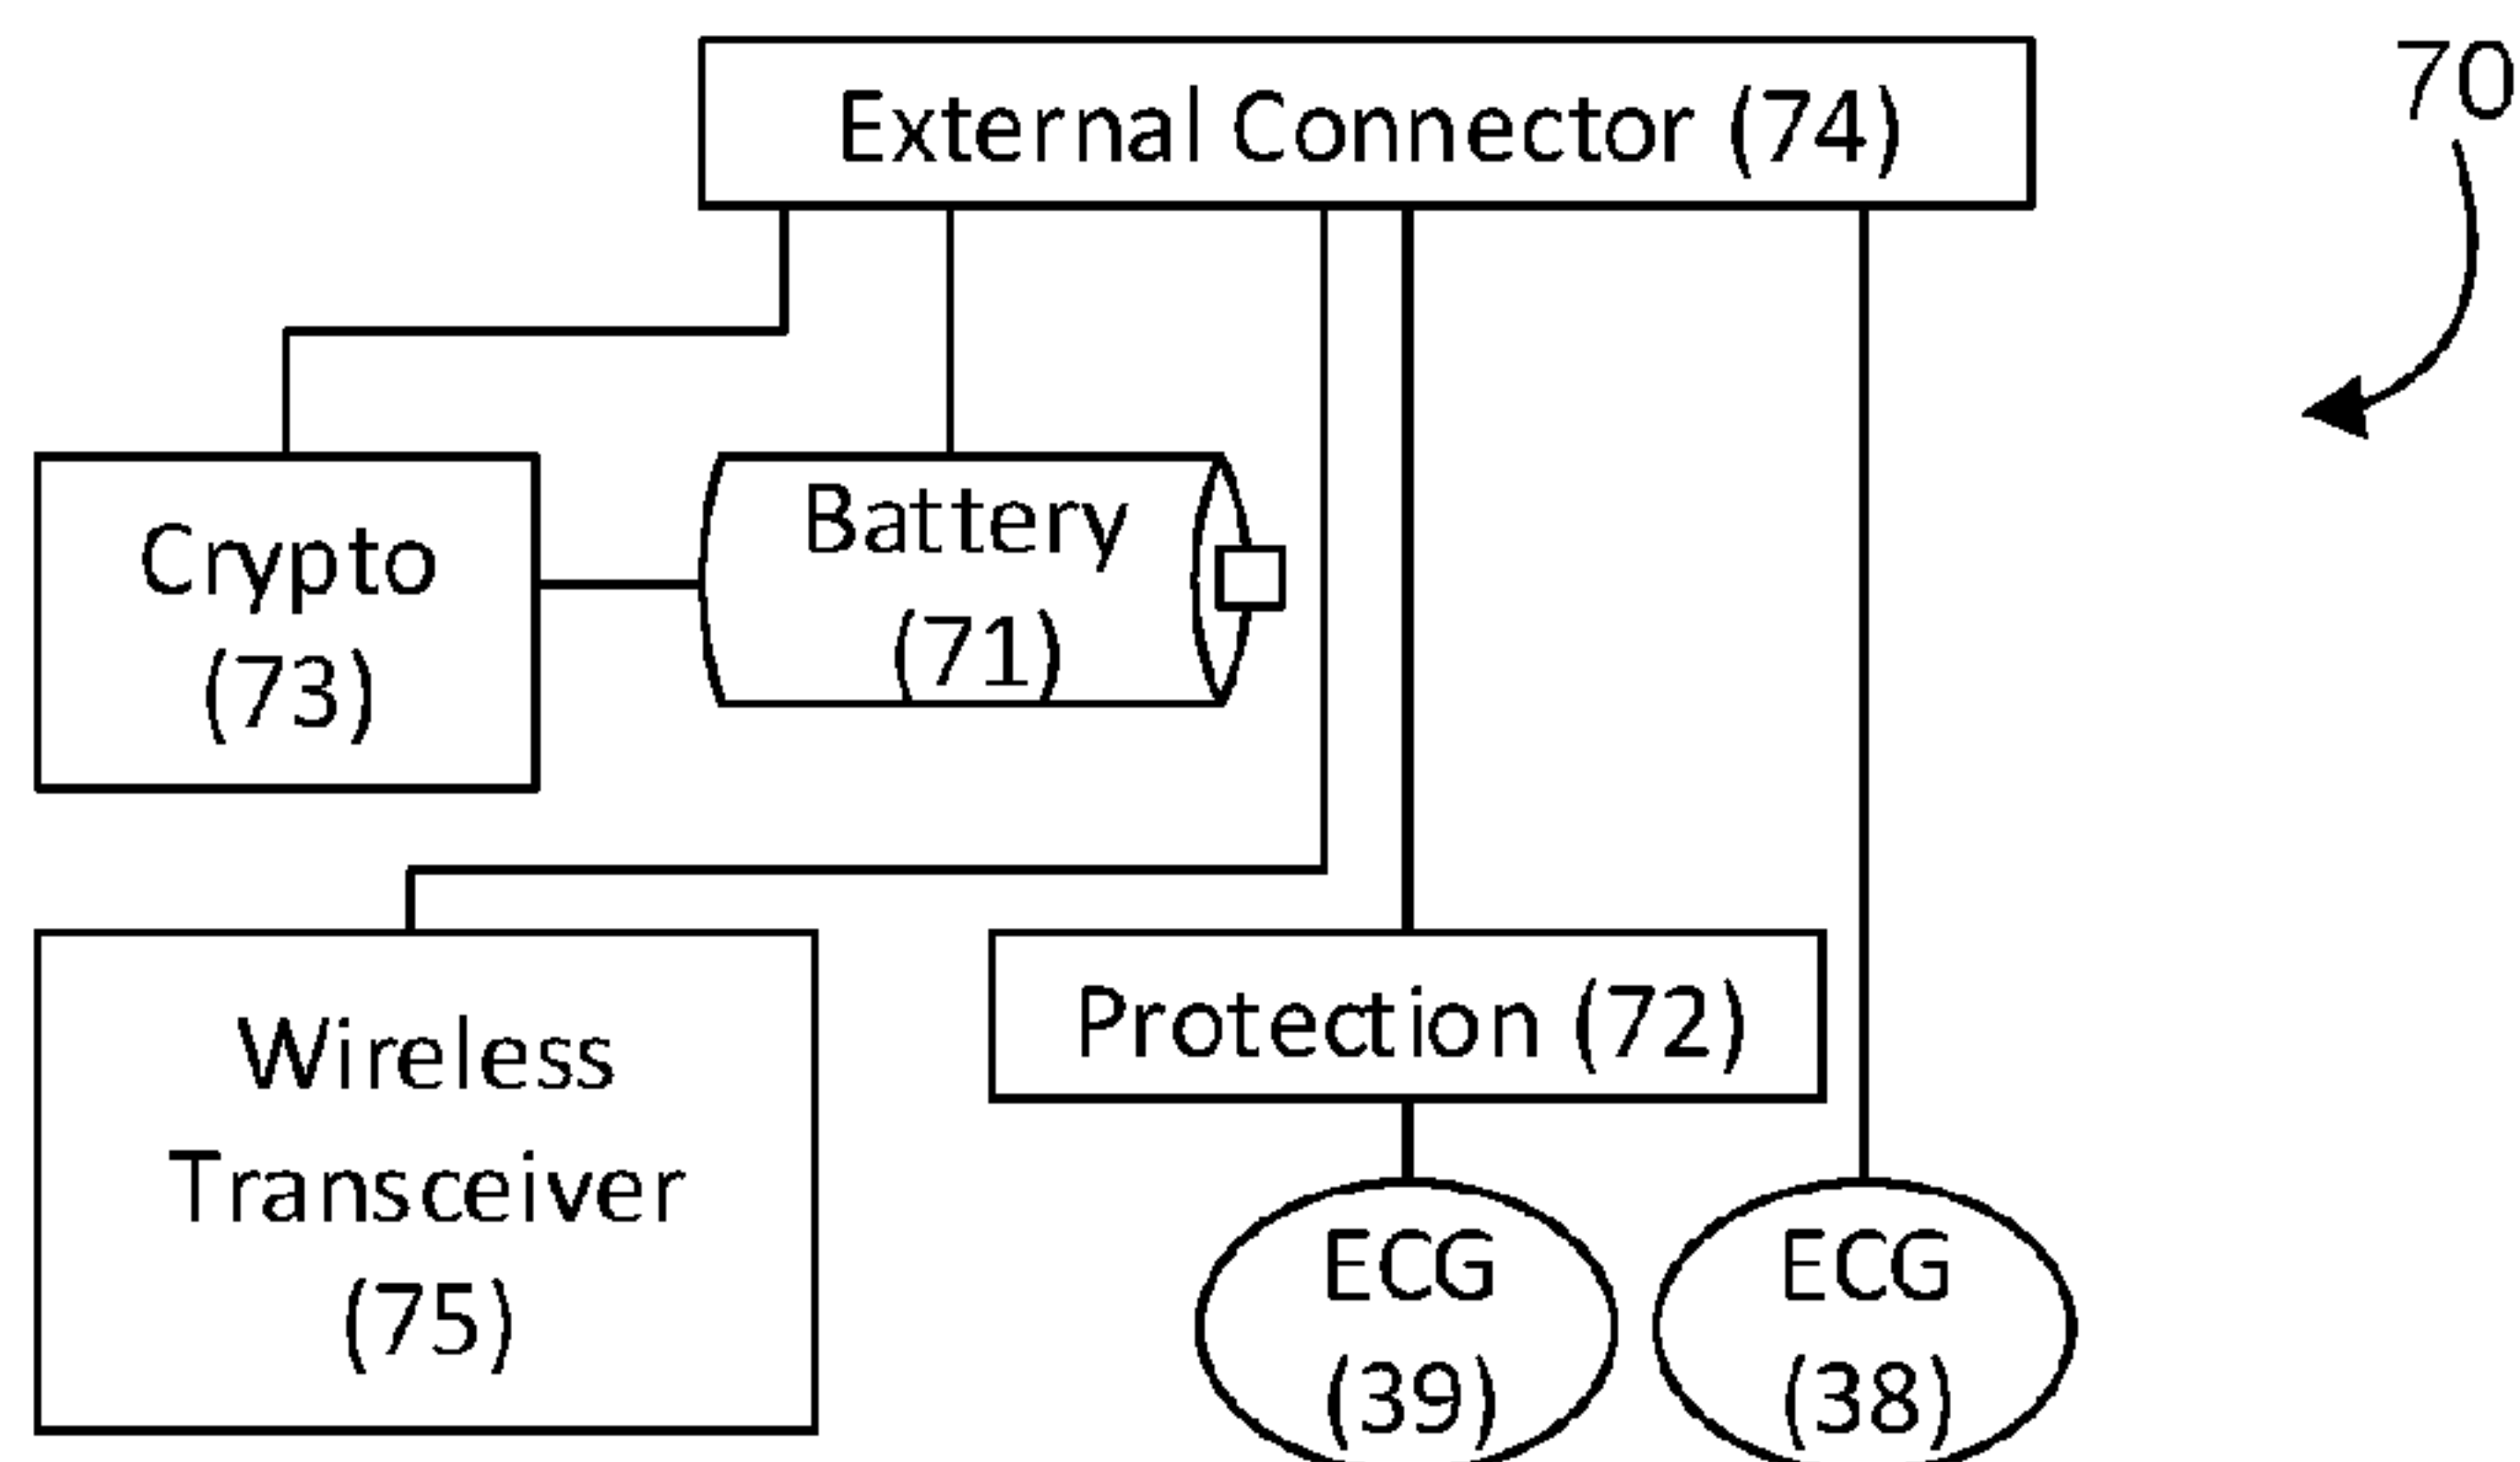 External Connector (74)
70
Crypto
(73)
Battery
(71)
Wireless
Transceiver
(75)
Protection (72)
ECG
(39)
ECG
(38)